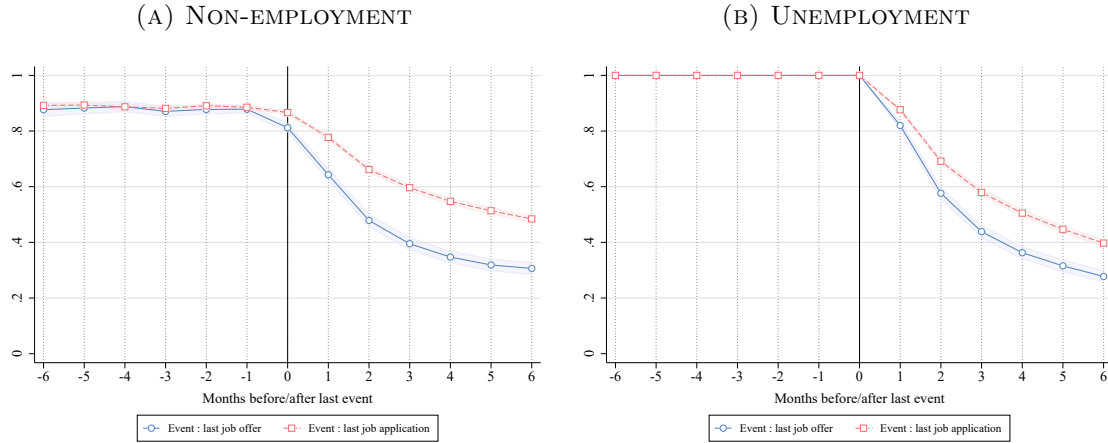 (A) NON-EMPLOYMENT
(B) UNEMPLOYMENT
1
.8
.6
.4
.2
0
-6 -5 -4 -3 -2 -1 0 1 2 3 4 5 6
Months before/after last event
Event : last job offer Event : last job application
1
.8
.6
.4
.2
0
-6 -5 -4 -3 -2 -1 0 1 2 3 4 5 6
Months before/after last event
Event : last job offer Event : last job application